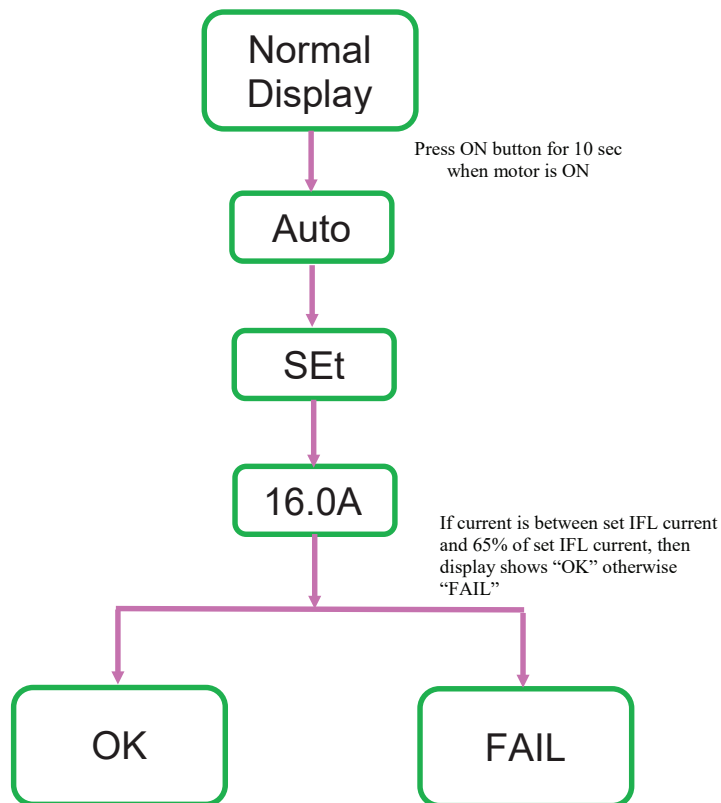 Normal
Display
Press ON button for 10 sec
when motor is ON
Auto
SEt
16.0A
If current is between set IFL current
and 65% of set IFL current, then
display shows “OK” otherwise
“FAIL”
OK
FAIL